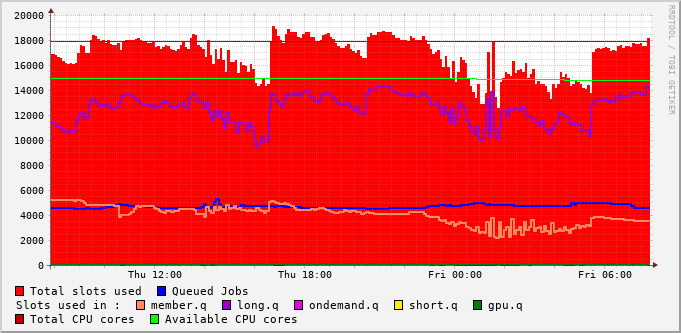 RRDTOOL / TOBI OETIKER
20000
18000
16000
14000
12000
10000
8000
6000
4000
2000
0
Thu 12:00 Thu 18:00 Fri 00:00 Fri 06:00
Total slots used Queued Jobs
Slots used in : member.q long.q ondemand.q short.q gpu.q
Total CPU cores Available CPU cores